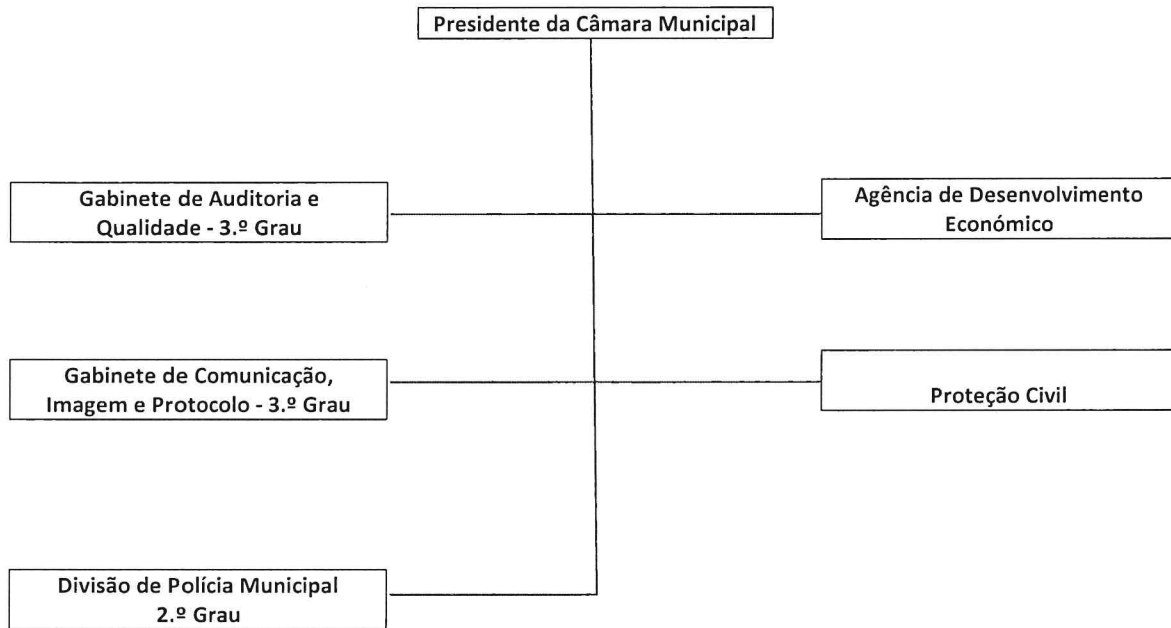 Presidente da Câmara Municipal
Gabinete de Auditoria e
Qualidade - 3.º Grau
Agência de Desenvolvimento
Económico
Gabinete de Comunicação,
Imagem e Protocolo - 3.º Grau
Proteção Civil
Divisão de Polícia Municipal
2.º Grau